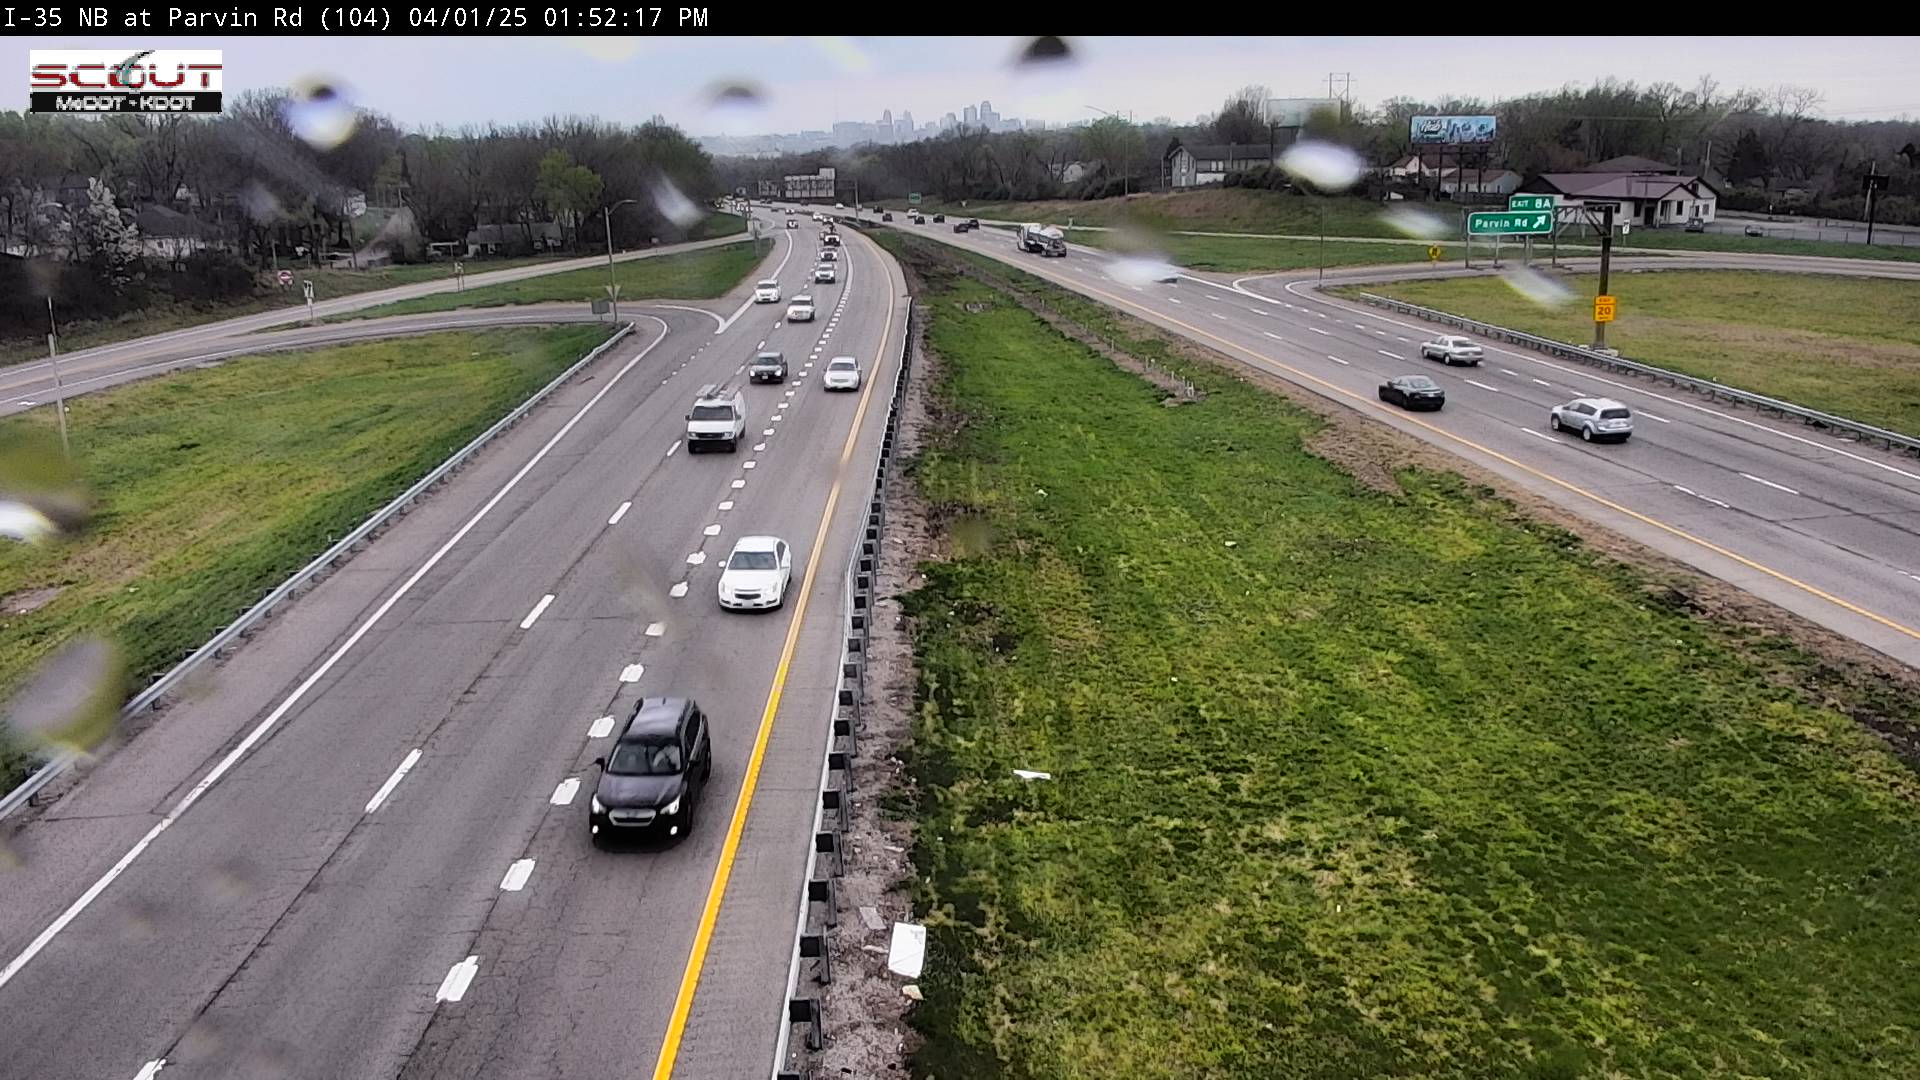 I-35 NB at Parvin Rd (104) 04/01/25 01:52:17 PM
SCOUT
MoDOT - KDOT
EXIT 8A
Parvin Rd
EXIT
20